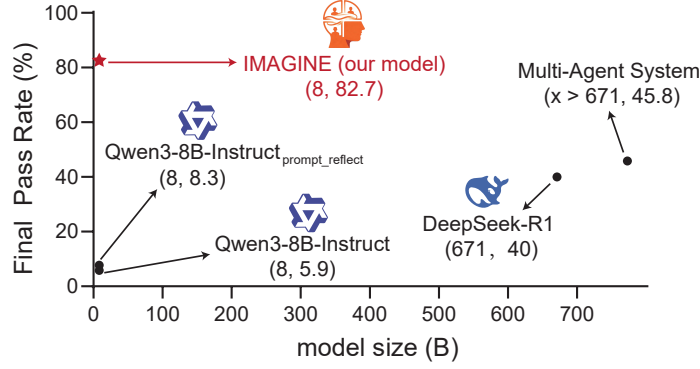 Final Pass Rate (%)
100
80
60
40
20
0
0
100
200
300
400
500
600
700
model size (B)
IMAGINE (our model)
(8, 82.7)
Multi-Agent System
(x > 671, 45.8)
Qwen3-8B-Instruct prompt_reflect
(8, 8.3)
Qwen3-8B-Instruct
(8, 5.9)
DeepSeek-R1
(671, 40)